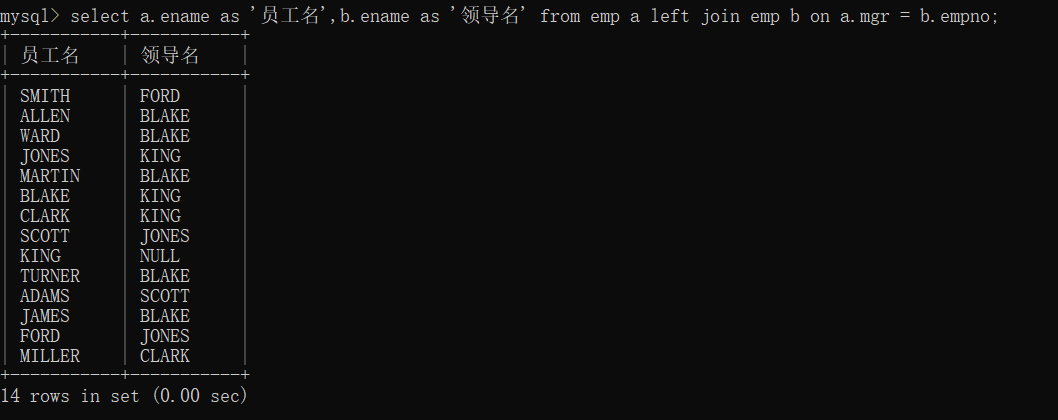 mysql> select a.ename as '员工名',b.ename as '领导名' from emp a left join emp b on a.mgr = b.empno;
+-----------+-----------+
| 员工名    | 领导名    |
+-----------+-----------+
| SMITH     | FORD      |
| ALLEN     | BLAKE     |
| WARD      | BLAKE     |
| JONES     | KING      |
| MARTIN    | BLAKE     |
| BLAKE     | KING      |
| CLARK     | KING      |
| SCOTT     | JONES     |
| KING      | NULL      |
| TURNER    | BLAKE     |
| ADAMS     | SCOTT     |
| JAMES     | BLAKE     |
| FORD      | JONES     |
| MILLER    | CLARK     |
+-----------+-----------+
14 rows in set (0.00 sec)